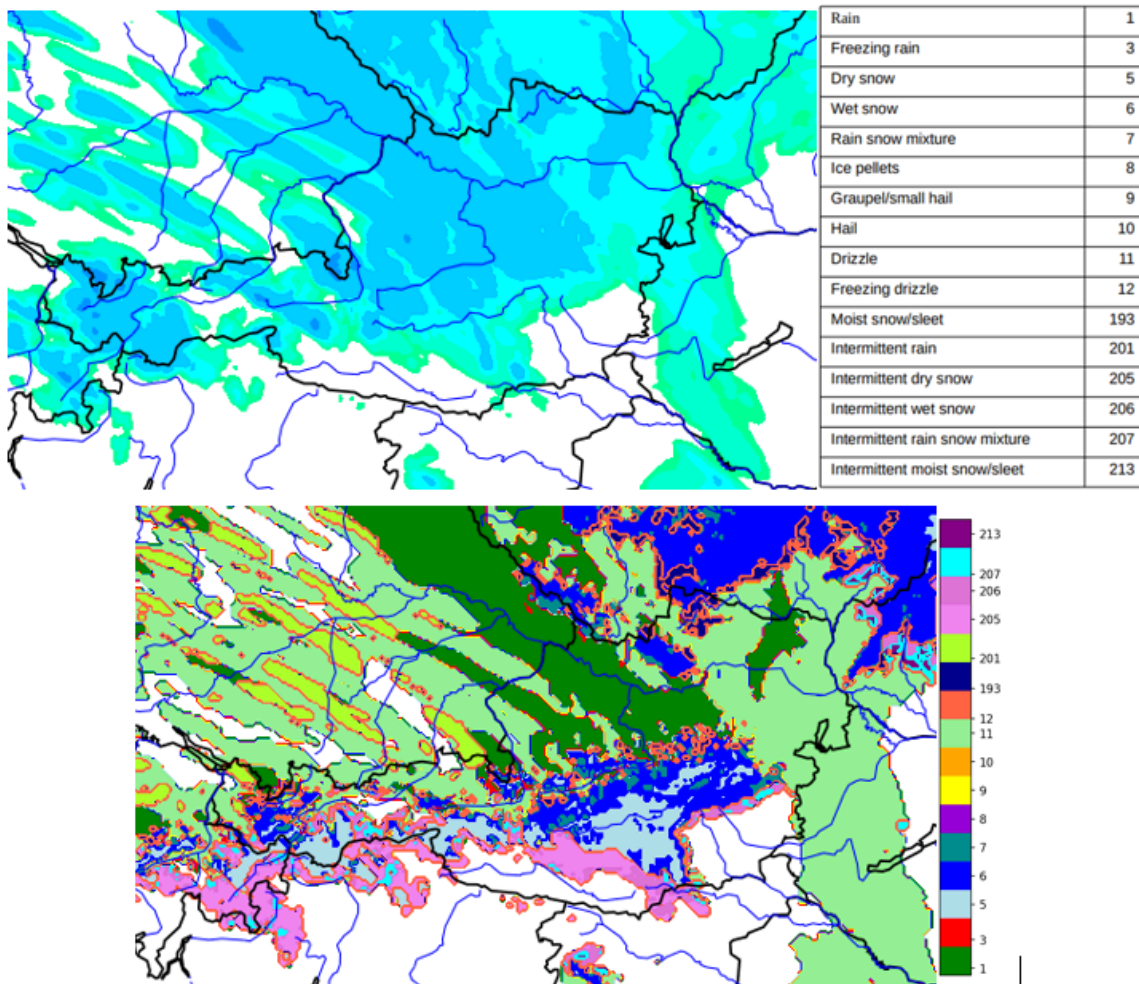 Rain 1
Freezing rain 3
Dry snow 5
Wet snow 6
Rain snow mixture 7
Ice pellets 8
Graupel/small hail 9
Hail 10
Drizzle 11
Freezing drizzle 12
Moist snow/sleet 193
Intermittent rain 201
Intermittent dry snow 205
Intermittent wet snow 206
Intermittent rain snow mixture 207
Intermittent moist snow/sleet 213
213
207
206
205
201
193
12
11
10
9
8
7
6
5
3
1